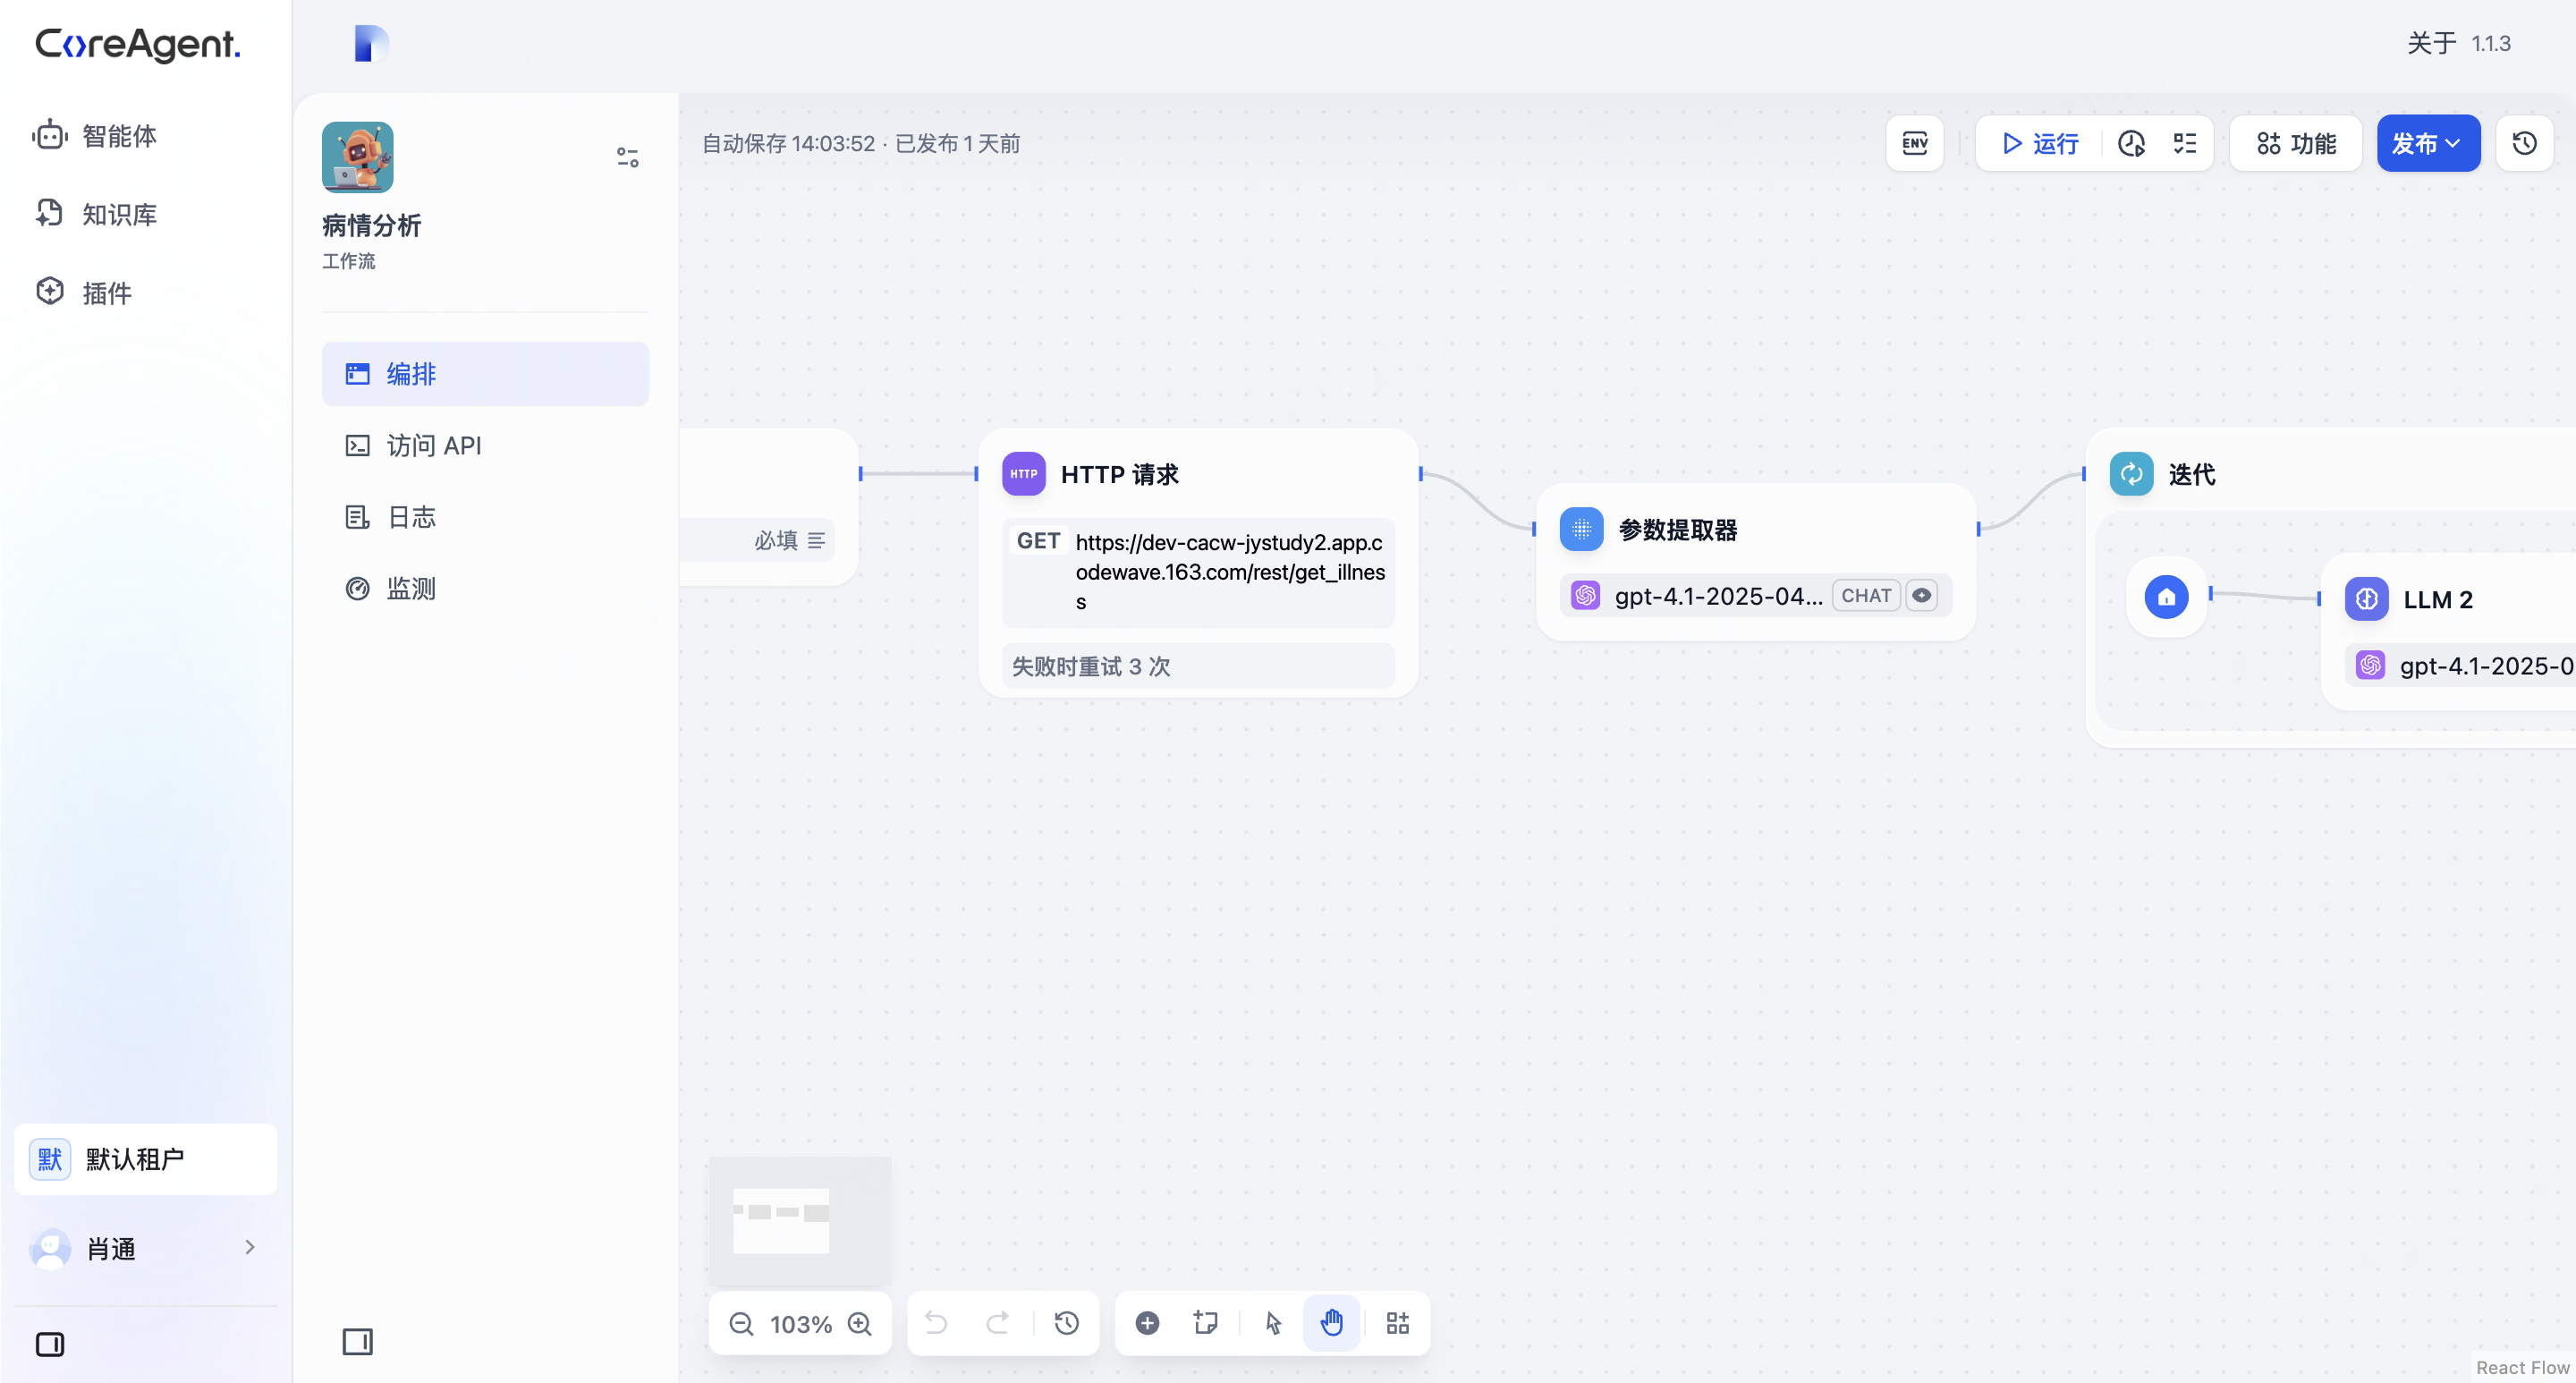 CoreAgent.
关于 1.1.3
智能体
知识库
插件
病情分析
工作流
编排
访问 API
日志
监测
默 默认租户
肖通
自动保存 14:03:52 · 已发布 1 天前
ENV
运行
功能
发布
必填
HTTP HTTP 请求
GET https://dev-cacw-jystudy2.app.c
odewave.163.com/rest/get_illnes
s
失败时重试 3 次
参数提取器
gpt-4.1-2025-04... CHAT
迭代
LLM 2
gpt-4.1-2025-0
103%
React Flow